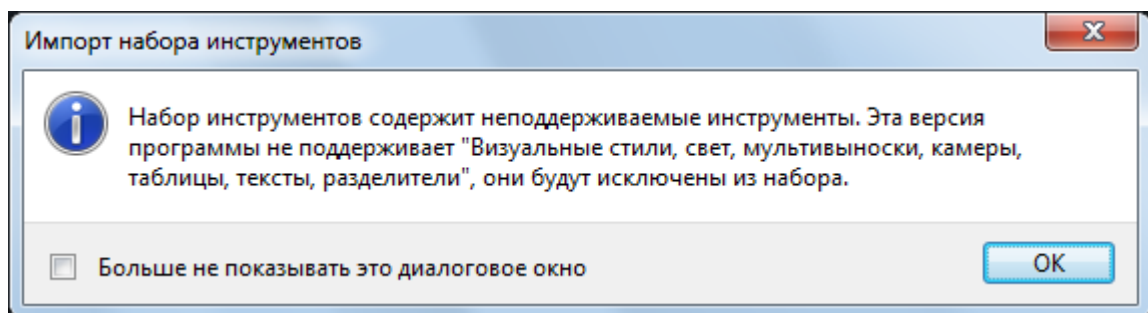 Импорт набора инструментов
Набор инструментов содержит неподдерживаемые инструменты. Эта версия
программы не поддерживает "Визуальные стили, свет, мультивыноски, камеры,
таблицы, тексты, разделители", они будут исключены из набора.
Больше не показывать это диалоговое окно
OK